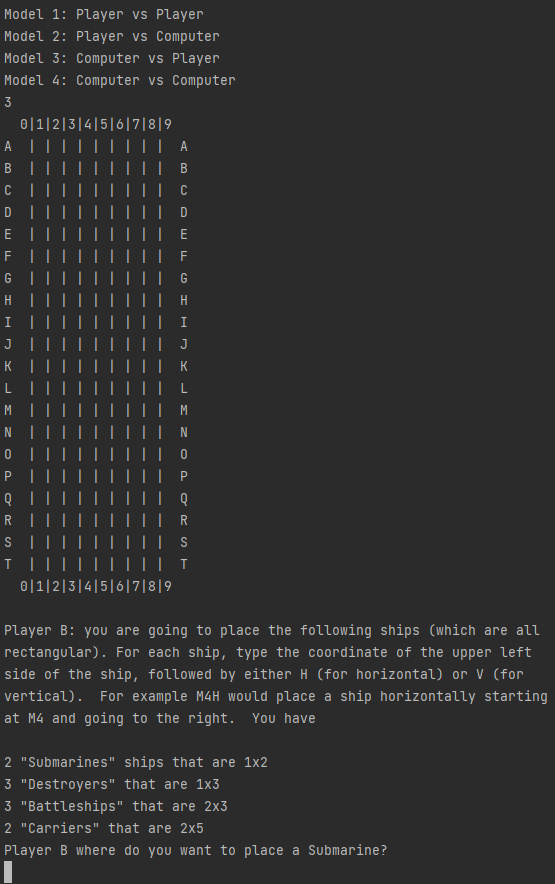 Model 1: Player vs Player
Model 2: Player vs Computer
Model 3: Computer vs Player
Model 4: Computer vs Computer
3
  0|1|2|3|4|5|6|7|8|9
A  | | | | | | | | |  A
B  | | | | | | | | |  B
C  | | | | | | | | |  C
D  | | | | | | | | |  D
E  | | | | | | | | |  E
F  | | | | | | | | |  F
G  | | | | | | | | |  G
H  | | | | | | | | |  H
I  | | | | | | | | |  I
J  | | | | | | | | |  J
K  | | | | | | | | |  K
L  | | | | | | | | |  L
M  | | | | | | | | |  M
N  | | | | | | | | |  N
O  | | | | | | | | |  O
P  | | | | | | | | |  P
Q  | | | | | | | | |  Q
R  | | | | | | | | |  R
S  | | | | | | | | |  S
T  | | | | | | | | |  T
  0|1|2|3|4|5|6|7|8|9
Player B: you are going to place the following ships (which are all
rectangular). For each ship, type the coordinate of the upper left
side of the ship, followed by either H (for horizontal) or V (for
vertical).  For example M4H would place a ship horizontally starting
at M4 and going to the right.  You have
2 "Submarines" ships that are 1x2
3 "Destroyers" that are 1x3
3 "Battleships" that are 2x3
2 "Carriers" that are 2x5
Player B where do you want to place a Submarine?